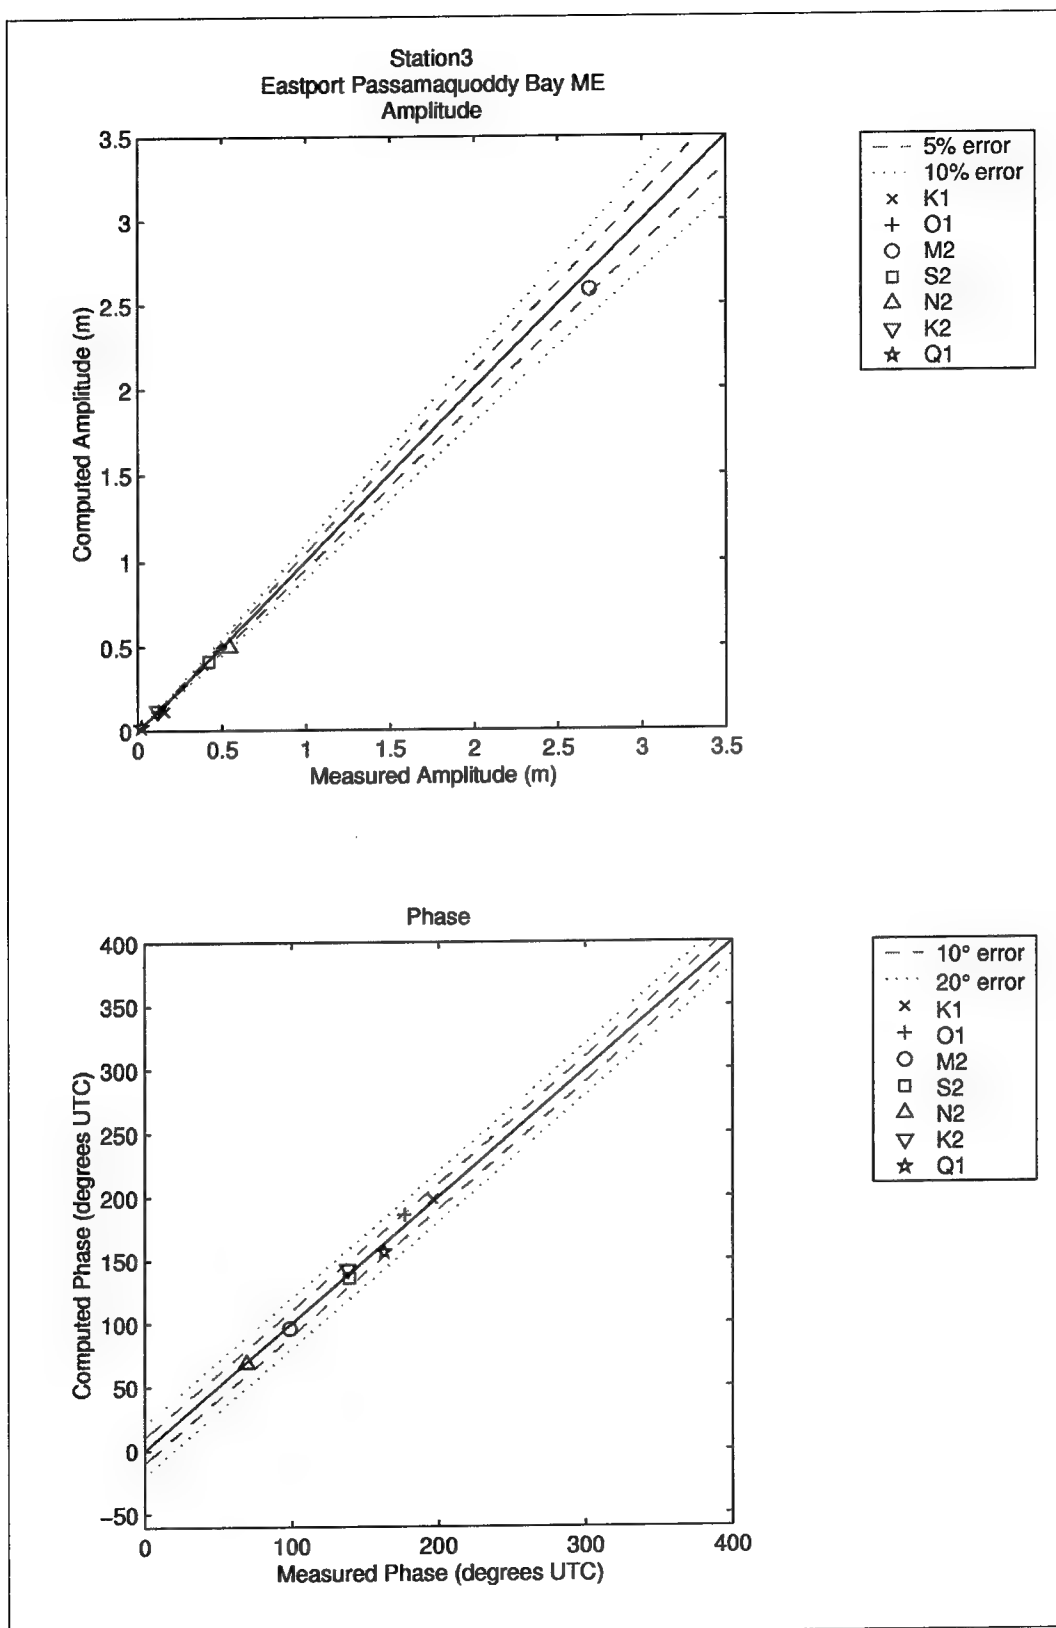 Station3
Eastport Passamaquoddy Bay ME
Amplitude
3.5
3
2.5
2
1.5
1
0.5
0
Computed Amplitude (m)
0 0.5 1 1.5 2 2.5 3 3.5
Measured Amplitude (m)
5% error
10% error
K1
O1
M2
S2
N2
K2
Q1
Phase
400
350
300
250
200
150
100
50
0
−50
Computed Phase (degrees UTC)
0 100 200 300 400
Measured Phase (degrees UTC)
10° error
20° error
K1
O1
M2
S2
N2
K2
Q1